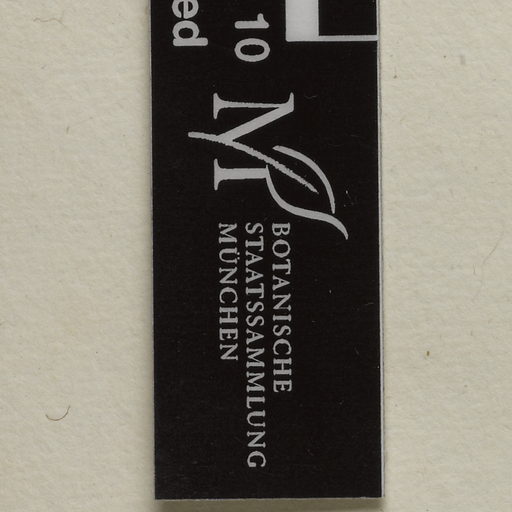 10
ed
M
BOTANISCHE
STAATSSAMMLUNG
MÜNCHEN